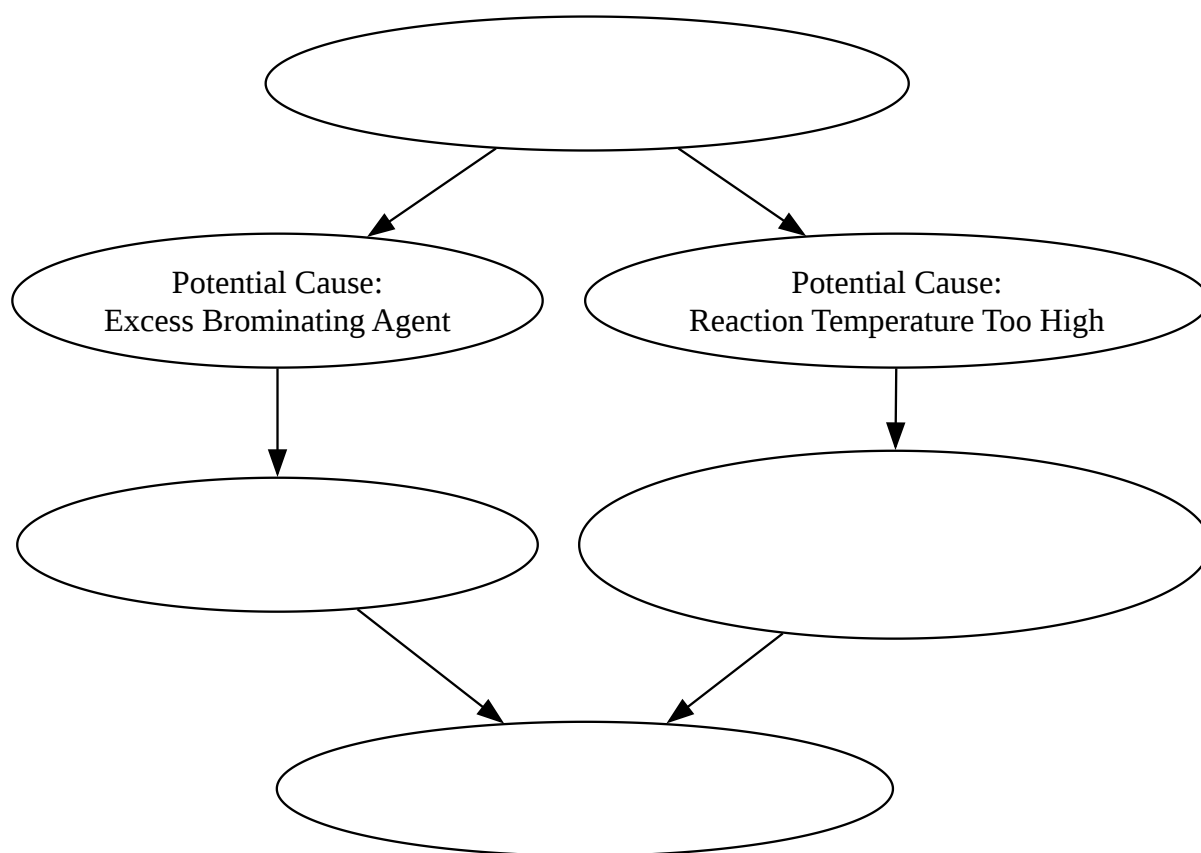 Potential Cause:
Excess Brominating Agent
Potential Cause:
Reaction Temperature Too High